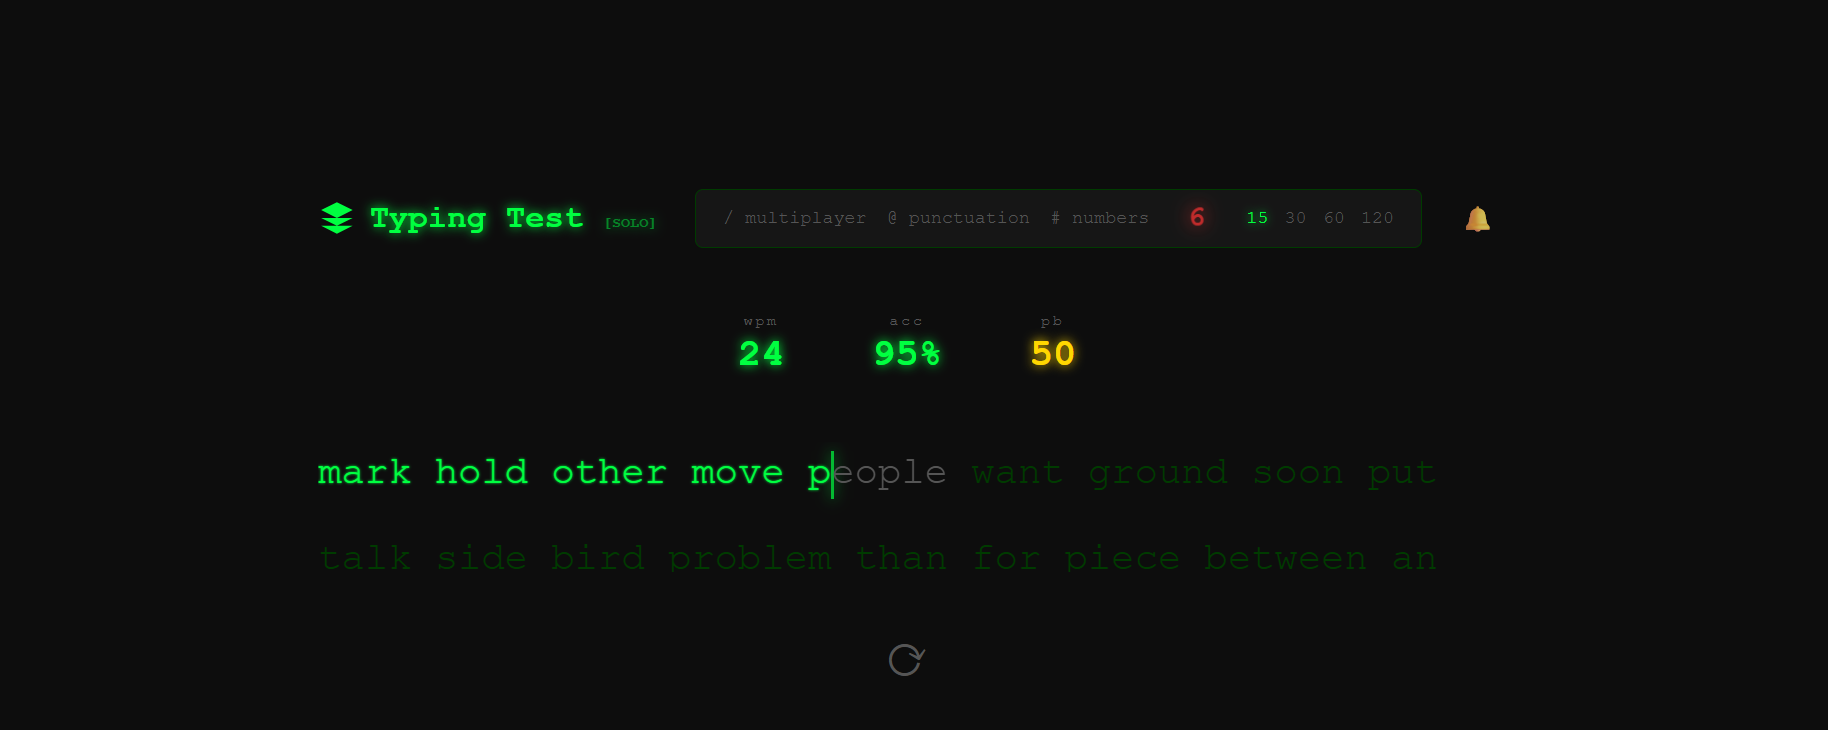 Typing Test [SOLO] / multiplayer @ punctuation # numbers 6 15 30 60 120
wpm acc pb
24 95% 50
mark hold other move people want ground soon put
talk side bird problem than for piece between an